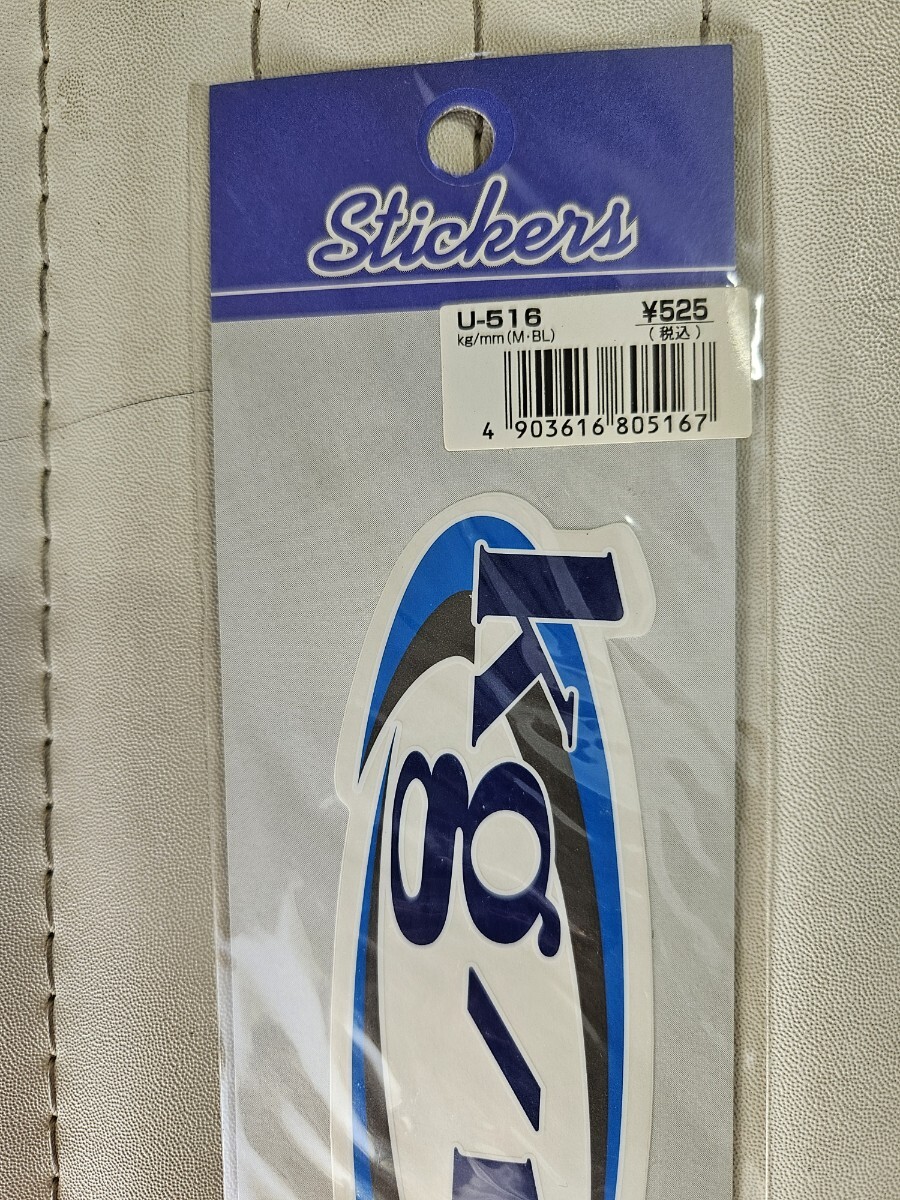 Stickers
U-516 ¥525
kg/mm(M·BL) (税込)
4 903616 805167
kg/